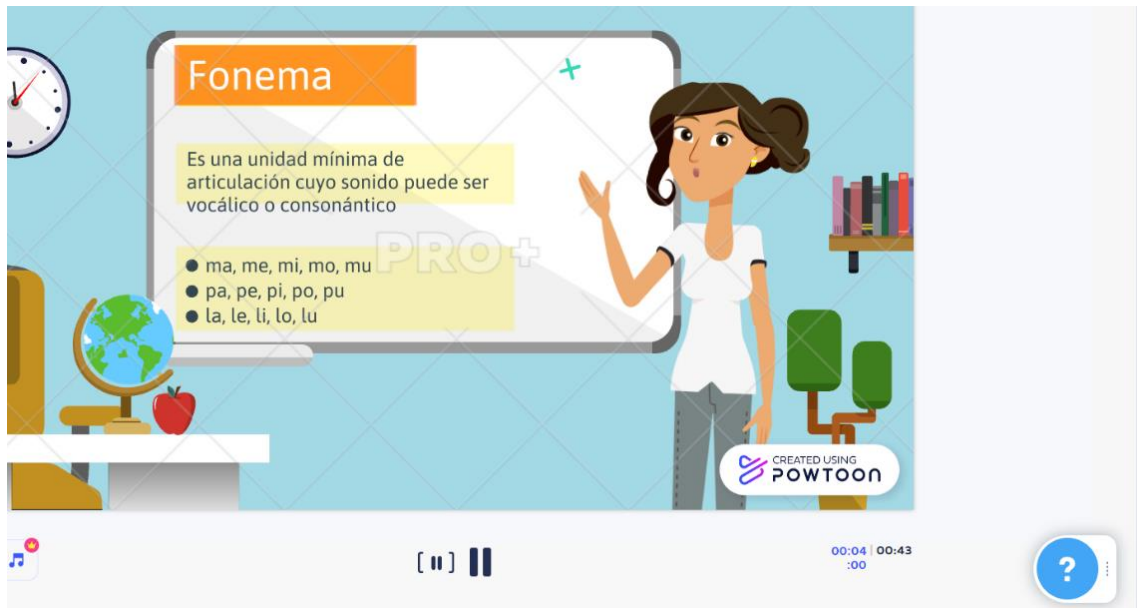 Fonema
Es una unidad mínima de
articulación cuyo sonido puede ser
vocálico o consonántico
PRO+
● ma, me, mi, mo, mu
● pa, pe, pi, po, pu
● la, le, li, lo, lu
CREATED USING
POWTOON
00:04 | 00:43
:00
?